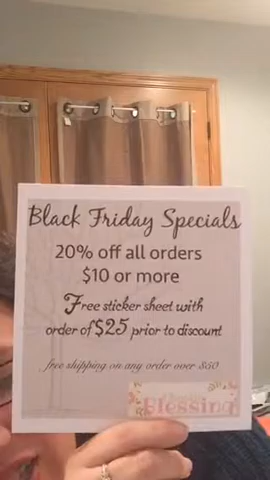 Black Friday Specials
20% off all orders
$10 or more
Free sticker sheet with
order of $25 prior to discount
free shipping on any order over $50
Blessing